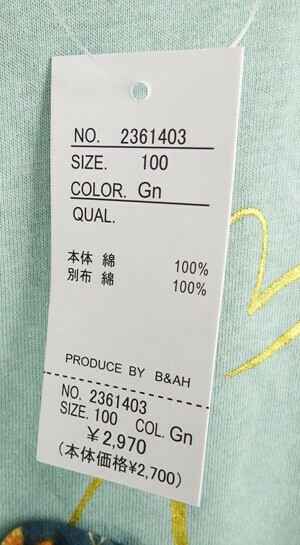 NO. 2361403
SIZE. 100
COLOR. Gn
QUAL.
本体 綿 100%
別布 綿 100%
PRODUCE BY B&AH
NO. 2361403
SIZE. 100 COL. Gn
¥2,970
(本体価格¥2,700)